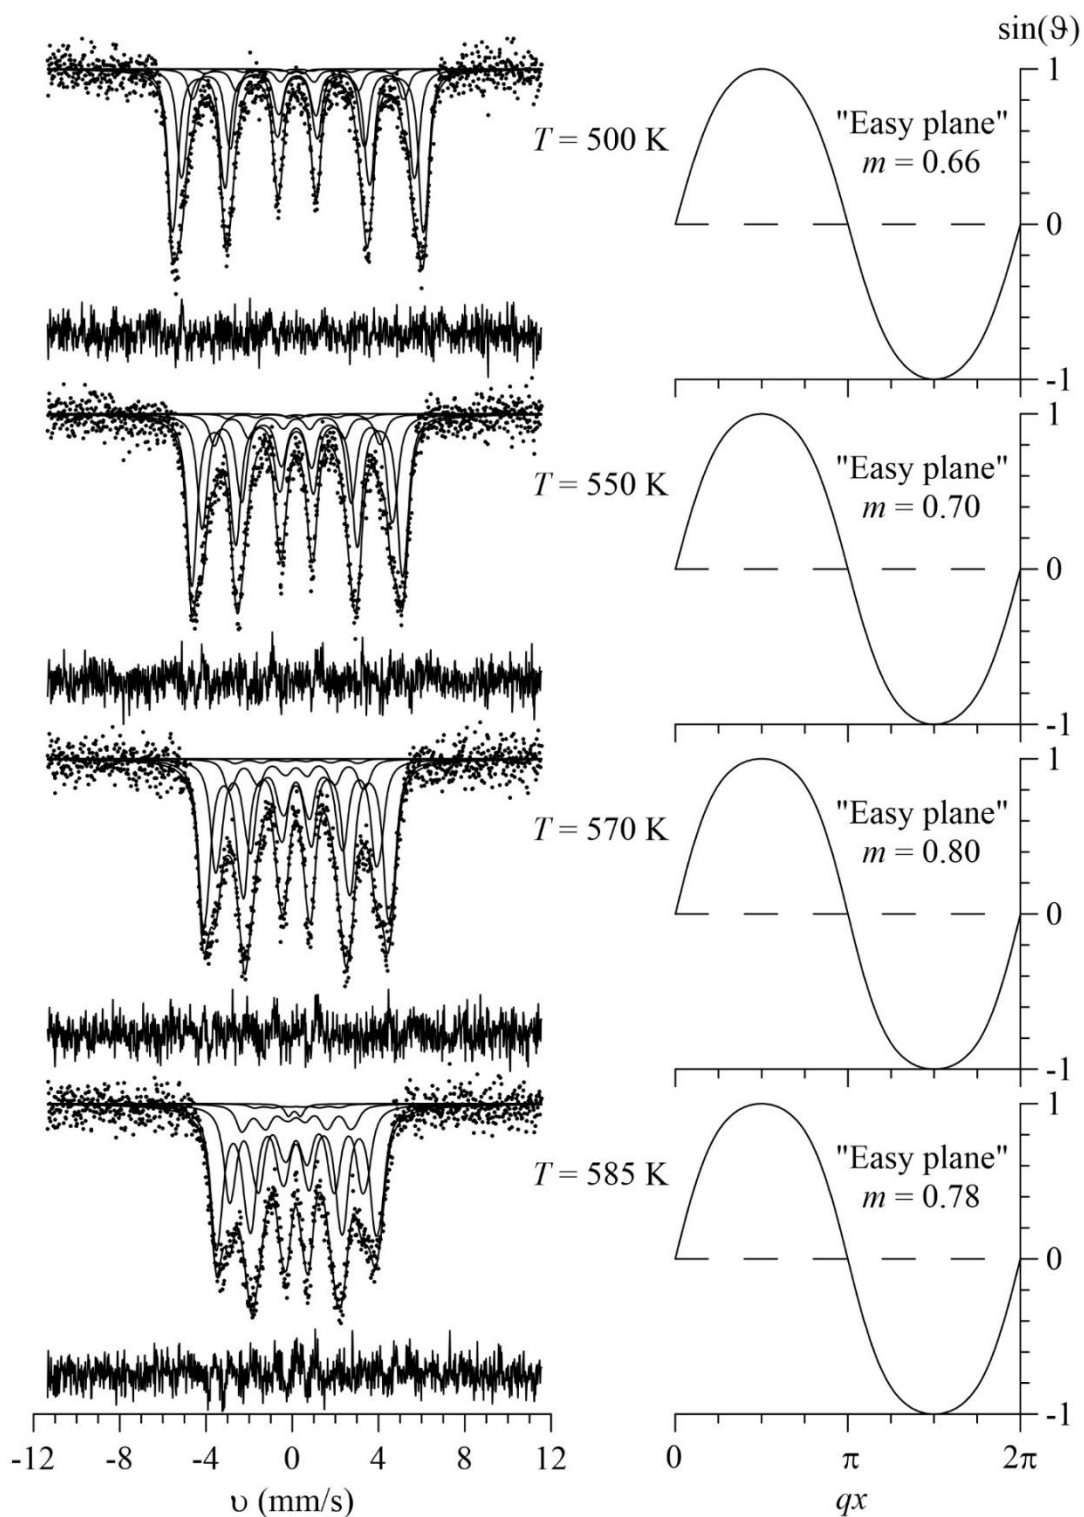 sin(ϑ)
1
"Easy plane"
T = 500 K
m = 0.66
0
-1
1
"Easy plane"
T = 550 K
m = 0.70
0
-1
1
"Easy plane"
T = 570 K
m = 0.80
0
-1
1
"Easy plane"
T = 585 K
m = 0.78
0
-1
-12 -8 -4 0 4 8 12
0 π 2π
υ (mm/s)
qx